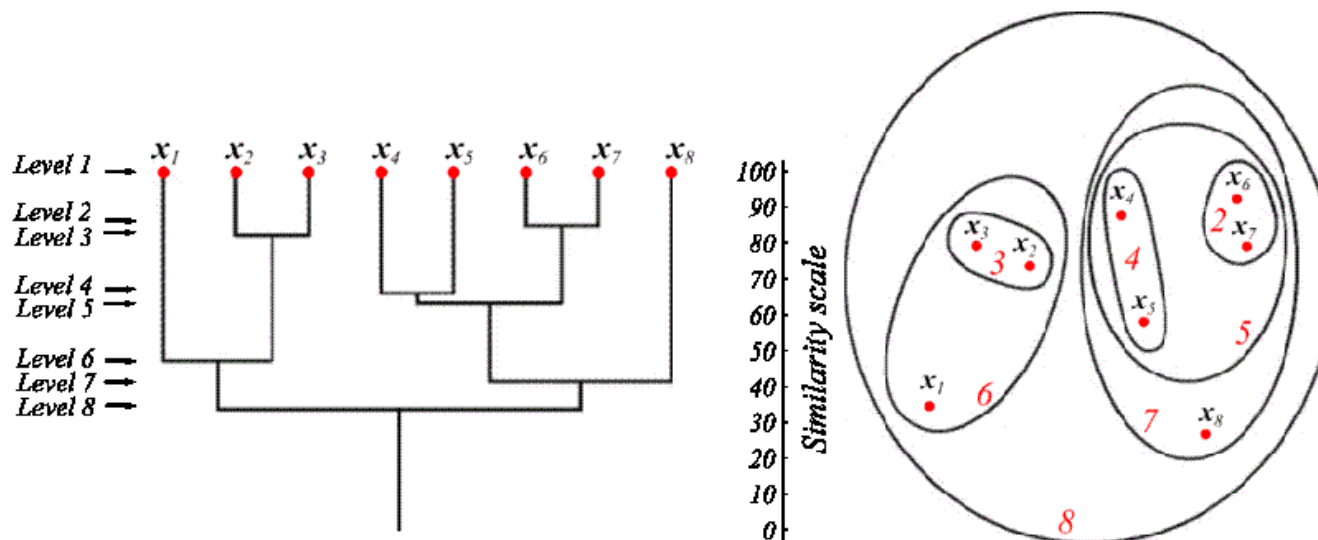 x1 x2 x3 x4 x5 x6 x7 x8
Level 1
Level 2
Level 3
Level 4
Level 5
Level 6
Level 7
Level 8
100
90
80
70
60
50
40
30
20
10
0
Similarity scale
x6
x4
2 x7
x3
3 x2
4
x5
5
x1
6
7 x8
8